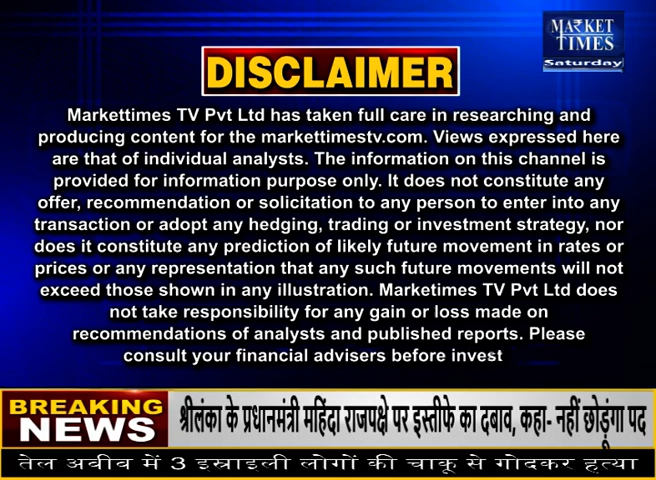 MARKET
TIMES
Saturday
DISCLAIMER
Markettimes TV Pvt Ltd has taken full care in researching and
producing content for the markettimestv.com. Views expressed here
are that of individual analysts. The information on this channel is
provided for information purpose only. It does not constitute any
offer, recommendation or solicitation to any person to enter into any
transaction or adopt any hedging, trading or investment strategy, nor
does it constitute any prediction of likely future movement in rates or
prices or any representation that any such future movements will not
exceed those shown in any illustration. Marketimes TV Pvt Ltd does
not take responsibility for any gain or loss made on
recommendations of analysts and published reports. Please
consult your financial advisers before invest
BREAKING
NEWS
श्रीलंका के प्रधानमंत्री महिंदा राजपक्षे पर इस्तीफे का दबाव, कहा- नहीं छोड़ूंगा पद
तेल अबीब में 3 इस्राइली लोगों की चाकू से गोदकर हत्या